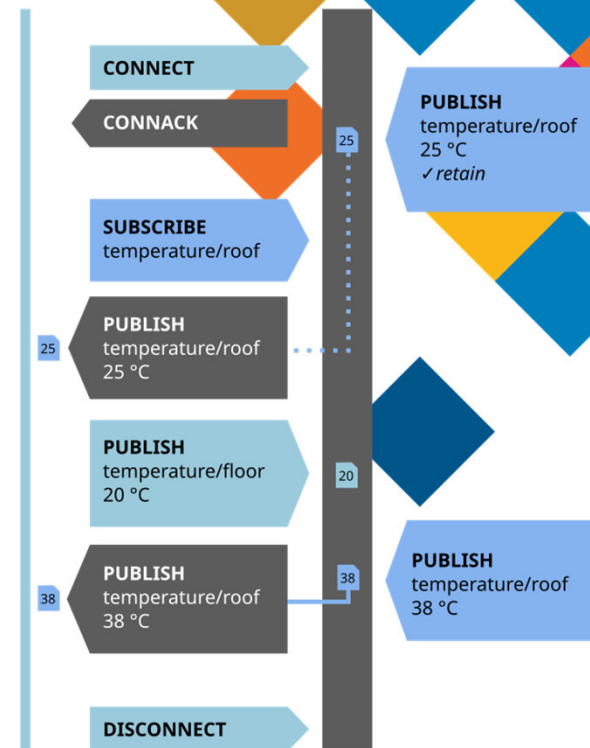 CONNECT
CONNACK
PUBLISH
temperature/roof
25 °C
✓retain
25
SUBSCRIBE
temperature/roof
PUBLISH
temperature/roof
25 °C
25
PUBLISH
temperature/floor
20 °C
20
PUBLISH
temperature/roof
38 °C
38
PUBLISH
temperature/roof
38 °C
38
DISCONNECT